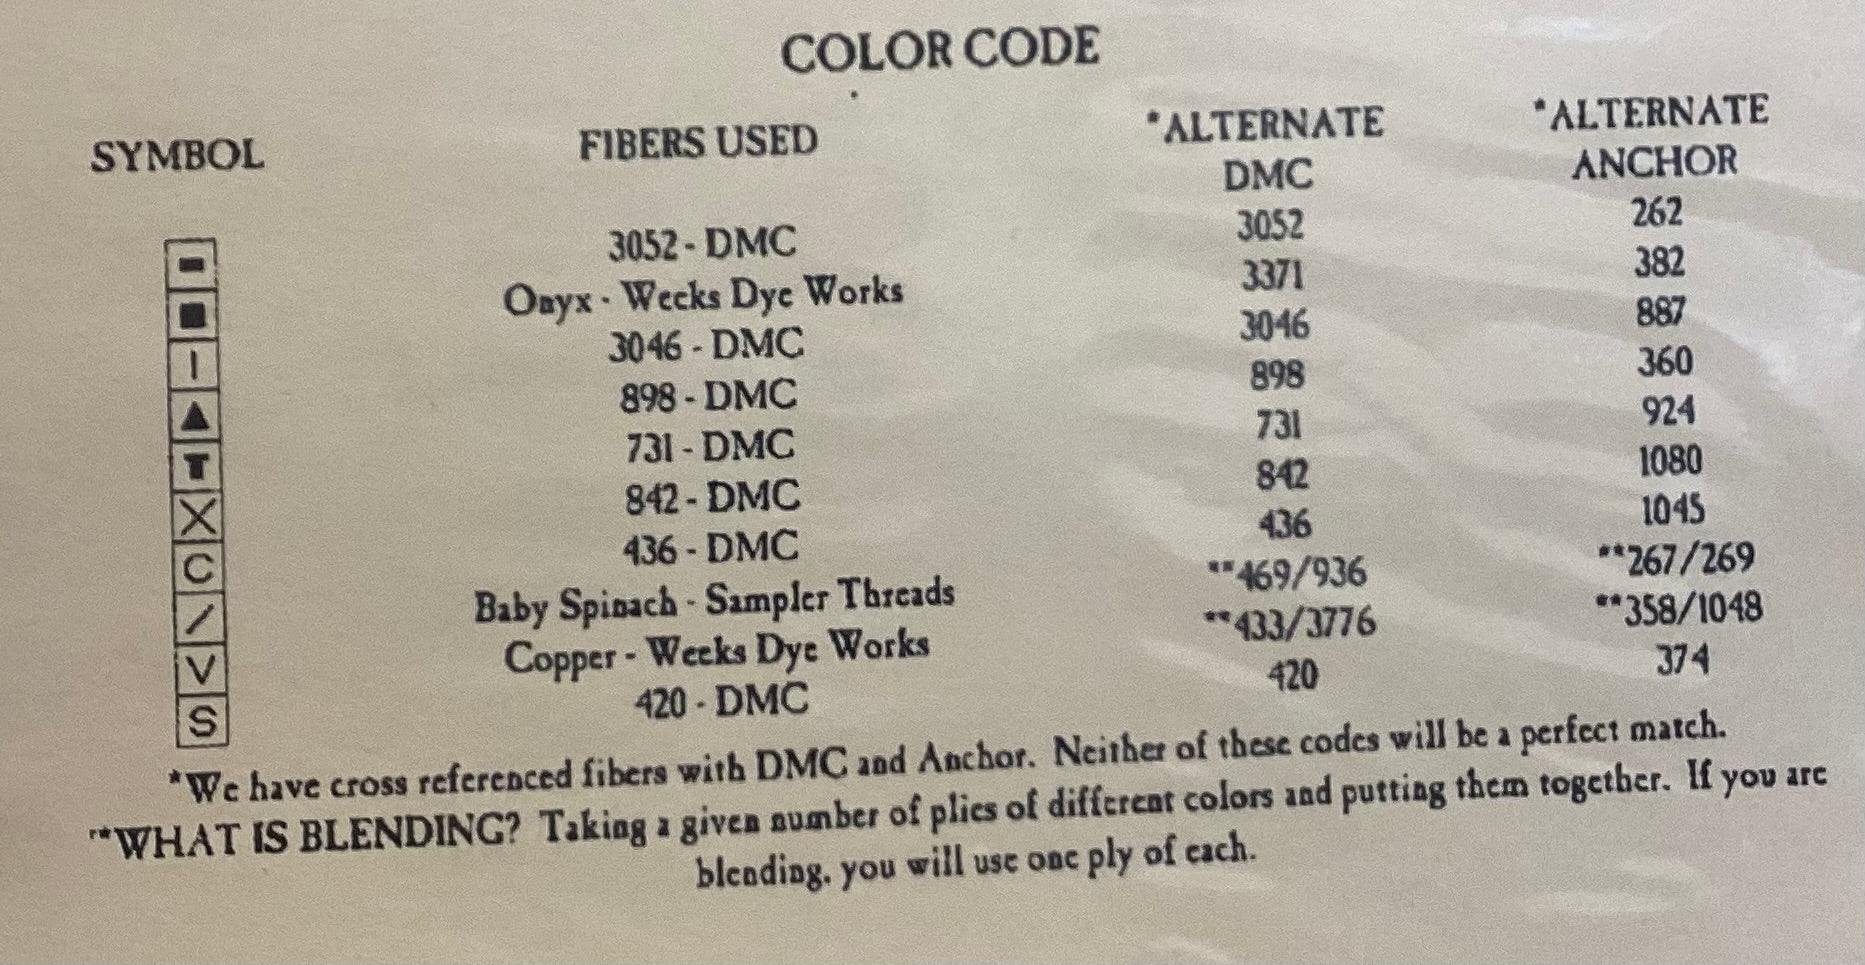 COLOR CODE
SYMBOL FIBERS USED *ALTERNATE DMC *ALTERNATE ANCHOR
3052 - DMC 3052 262
Onyx - Weeks Dye Works 3371 382
I 3046 - DMC 3046 887
▲ 898 - DMC 898 360
T 731 - DMC 731 924
X 842 - DMC 842 1080
C 436 - DMC 436 1045
/ Baby Spinach - Sampler Threads **469/936 **267/269
V Copper - Weeks Dye Works **433/3776 **358/1048
S 420 - DMC 420 374
*We have cross referenced fibers with DMC and Anchor. Neither of these codes will be a perfect match.
**WHAT IS BLENDING? Taking a given number of plies of different colors and putting them together. If you are
blending, you will use one ply of each.